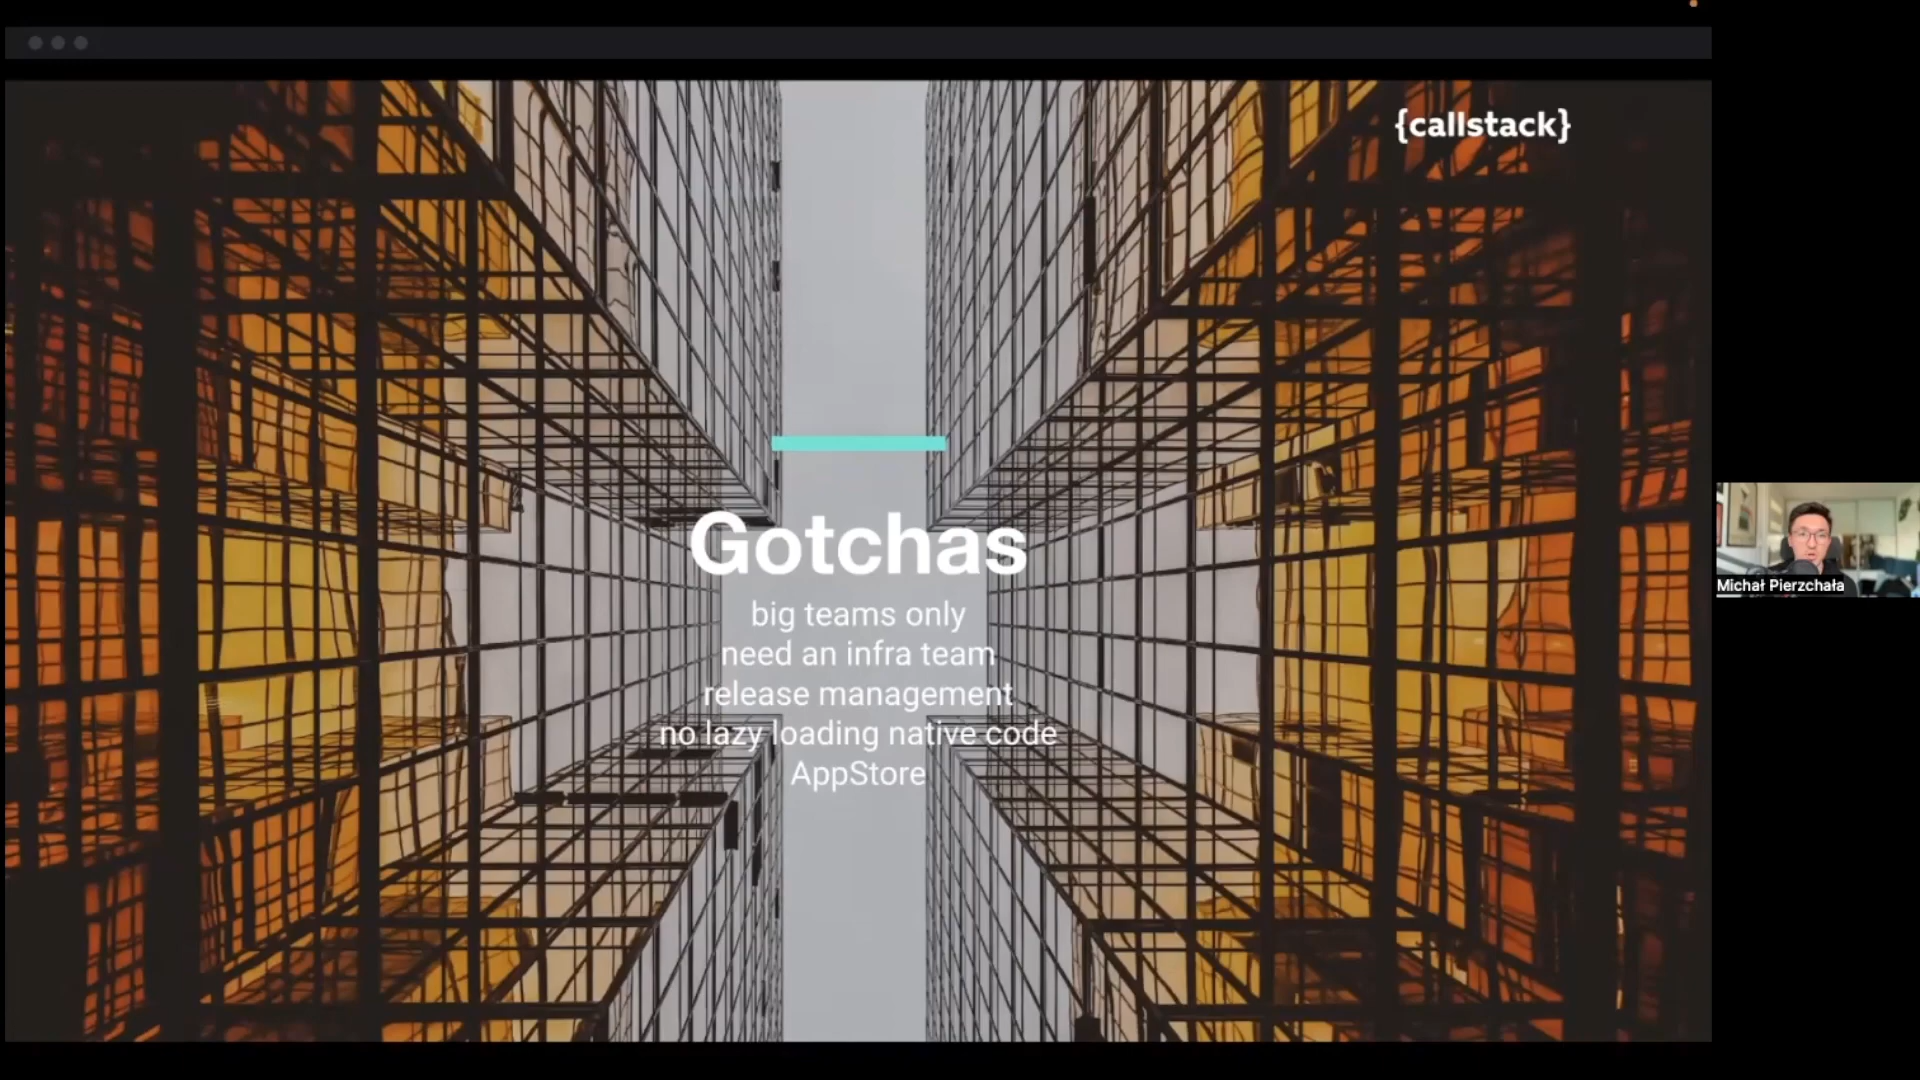 {callstack}
Gotchas
big teams only
need an infra team
release management
no lazy loading native code
AppStore
Michał Pierzchała